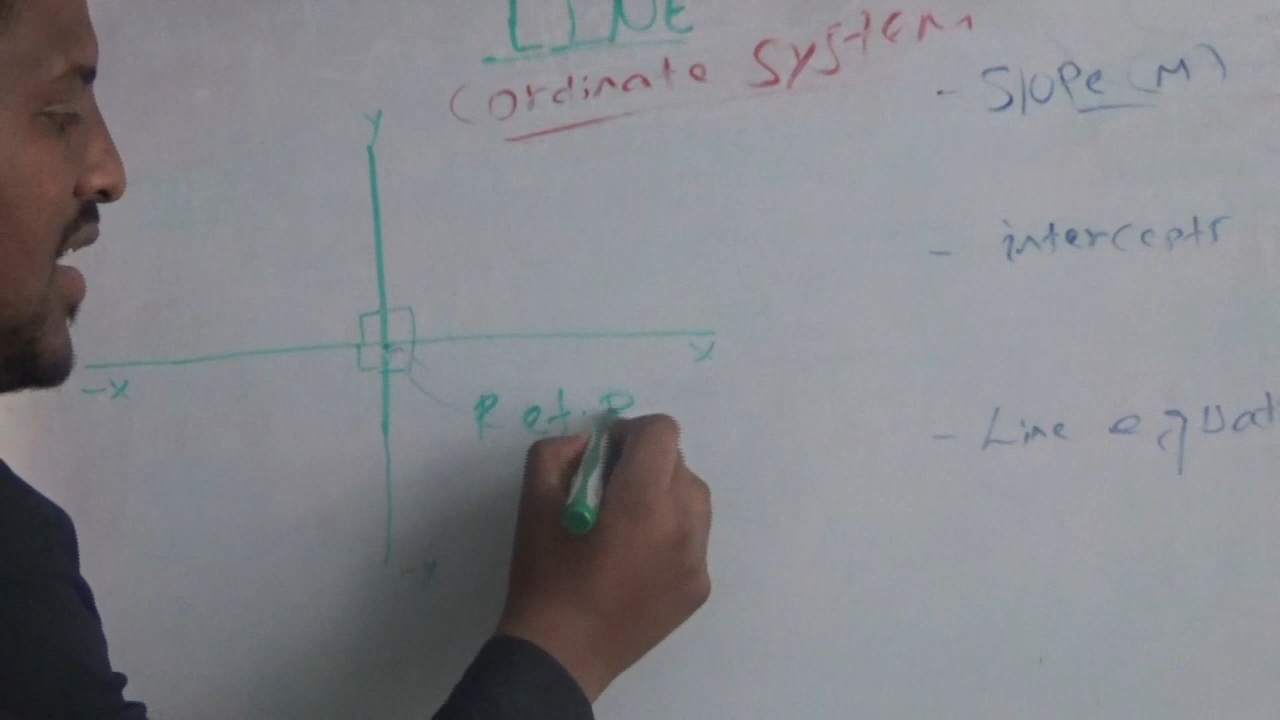 LINE
Cordinate System
- Slope (M)
Y
- intercepts
X
-X
Ref. P
- Line equat
-Y